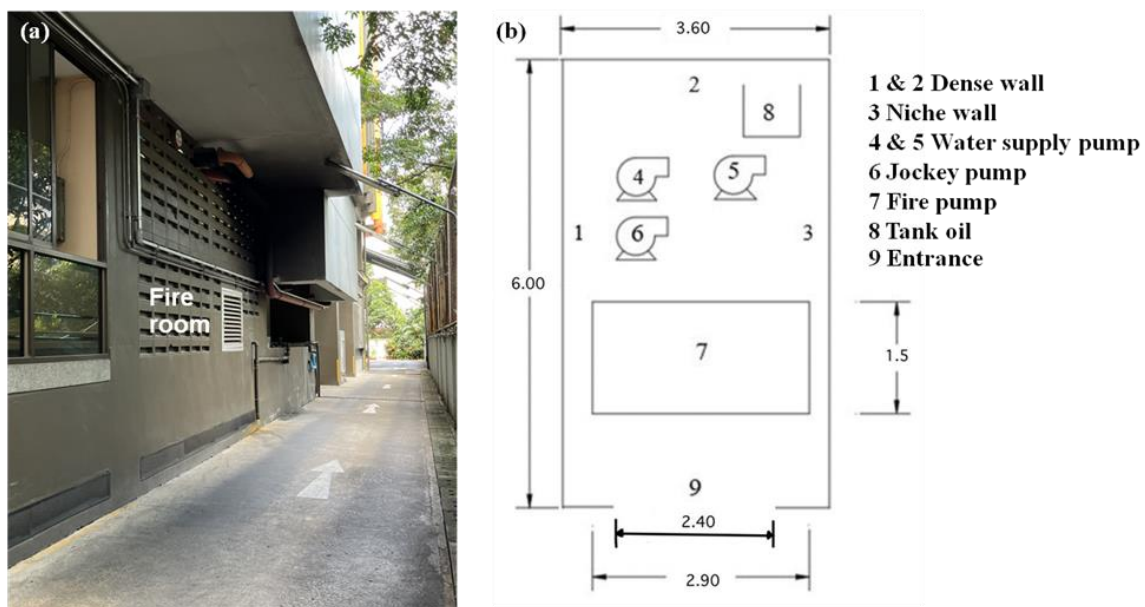 (a)
Fire
room
(b)
3.60
6.00
2
8
4
5
1
6
3
7
1.5
9
2.40
2.90
1 & 2 Dense wall
3 Niche wall
4 & 5 Water supply pump
6 Jockey pump
7 Fire pump
8 Tank oil
9 Entrance